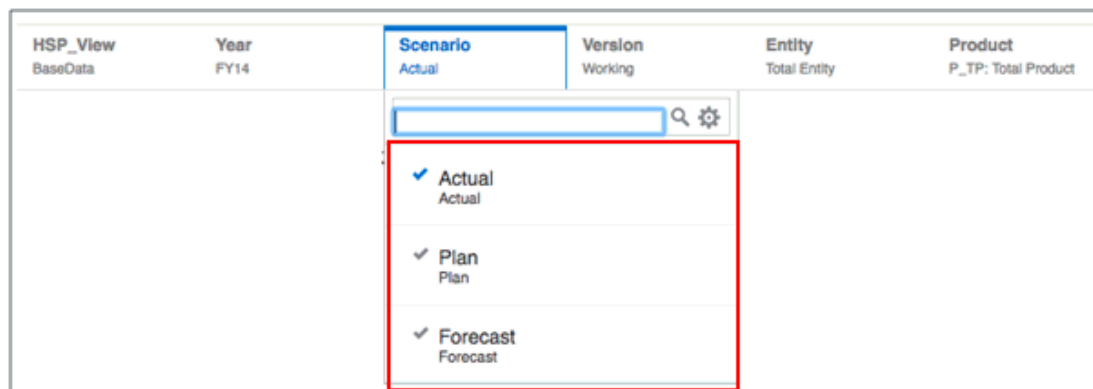 HSP_View Year Scenario Version Entity Product
BaseData FY14 Actual Working Total Entity P_TP: Total Product
Actual
Actual
Plan
Plan
Forecast
Forecast